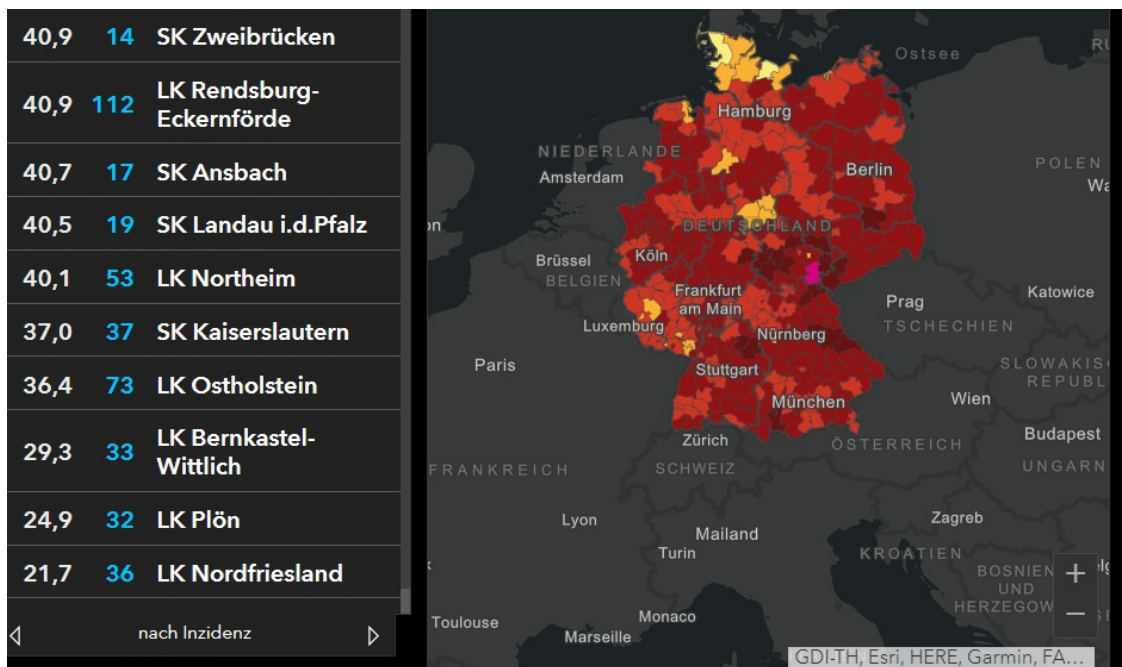 40,9 14 SK Zweibrücken
40,9 112 LK Rendsburg-
Eckernförde
40,7 17 SK Ansbach
40,5 19 SK Landau i.d.Pfalz
40,1 53 LK Northeim
37,0 37 SK Kaiserslautern
36,4 73 LK Ostholstein
29,3 33 LK Bernkastel-
Wittlich
24,9 32 LK Plön
21,7 36 LK Nordfriesland
nach Inzidenz
Ostsee
Hamburg
NIEDERLANDE
Amsterdam
Berlin
POLEN
DEUTSCHLAND
Brüssel
BELGIEN
Köln
Frankfurt
am Main
Luxemburg
Nürnberg
Prag
TSCHECHIEN
Katowice
Paris
Stuttgart
München
SLOWAKIS
REPUBL
Wien
Zürich
SCHWEIZ
ÖSTERREICH
Budapest
UNGARN
FRANKREICH
Lyon
Mailand
Turin
Zagreb
KROATIEN
BOSNIEN
UND
HERZEGOW
Toulouse
Monaco
Marseille
+
−
GDI-TH, Esri, HERE, Garmin, FA...